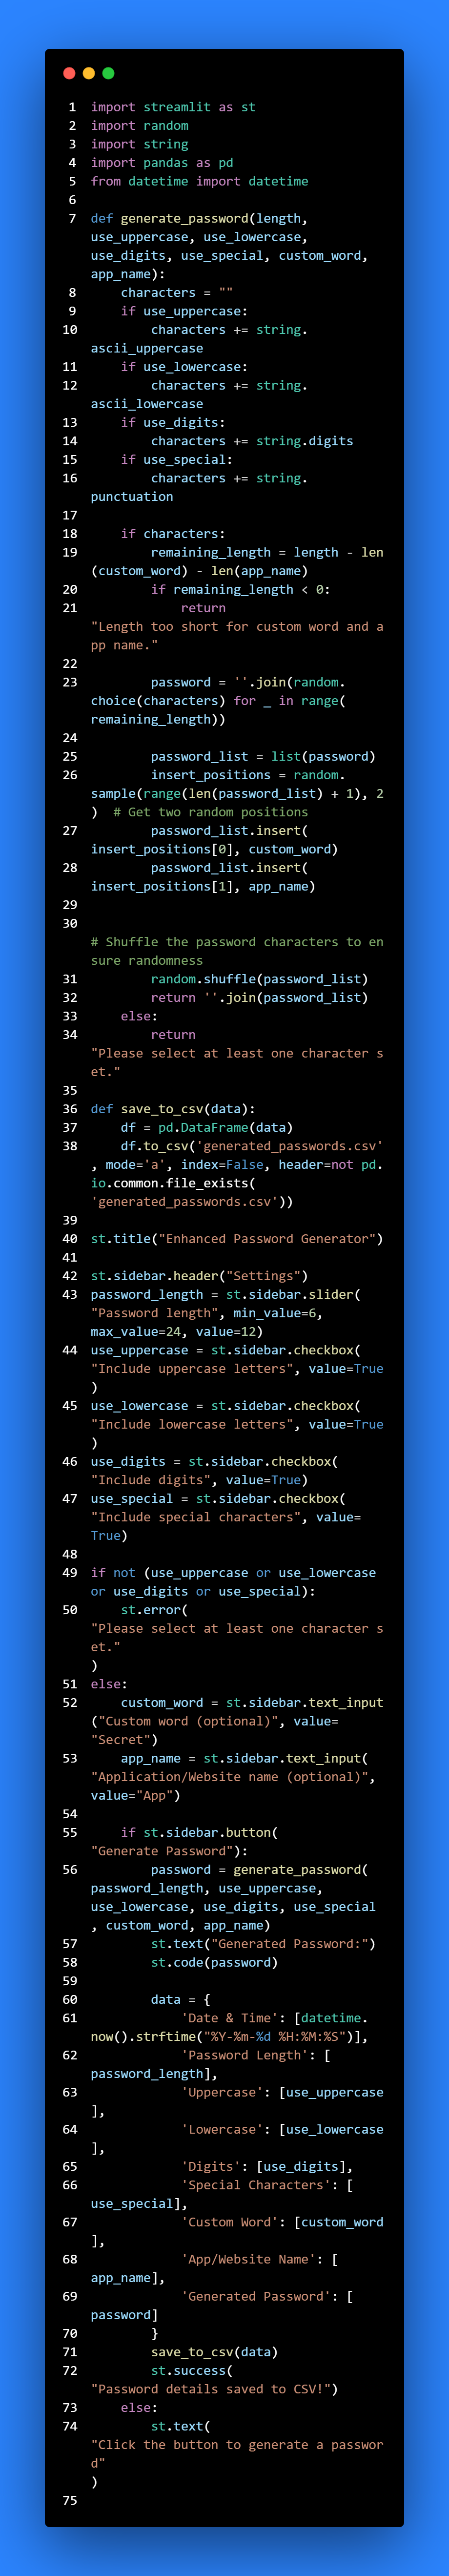 1 import streamlit as st
2 import random
3 import string
4 import pandas as pd
5 from datetime import datetime
6
7 def generate_password(length,
use_uppercase, use_lowercase,
use_digits, use_special, custom_word,
app_name):
8     characters = ""
9     if use_uppercase:
10         characters += string.
ascii_uppercase
11     if use_lowercase:
12         characters += string.
ascii_lowercase
13     if use_digits:
14         characters += string.digits
15     if use_special:
16         characters += string.
punctuation
17
18     if characters:
19         remaining_length = length - len
(custom_word) - len(app_name)
20         if remaining_length < 0:
21             return
"Length too short for custom word and a
pp name."
22
23         password = ''.join(random.
choice(characters) for _ in range(
remaining_length))
24
25         password_list = list(password)
26         insert_positions = random.
sample(range(len(password_list) + 1), 2
)  # Get two random positions
27         password_list.insert(
insert_positions[0], custom_word)
28         password_list.insert(
insert_positions[1], app_name)
29
30
# Shuffle the password characters to en
sure randomness
31         random.shuffle(password_list)
32         return ''.join(password_list)
33     else:
34         return
"Please select at least one character s
et."
35
36 def save_to_csv(data):
37     df = pd.DataFrame(data)
38     df.to_csv('generated_passwords.csv'
, mode='a', index=False, header=not pd.
io.common.file_exists(
'generated_passwords.csv'))
39
40 st.title("Enhanced Password Generator")
41
42 st.sidebar.header("Settings")
43 password_length = st.sidebar.slider(
"Password length", min_value=6,
max_value=24, value=12)
44 use_uppercase = st.sidebar.checkbox(
"Include uppercase letters", value=True
)
45 use_lowercase = st.sidebar.checkbox(
"Include lowercase letters", value=True
)
46 use_digits = st.sidebar.checkbox(
"Include digits", value=True)
47 use_special = st.sidebar.checkbox(
"Include special characters", value=
True)
48
49 if not (use_uppercase or use_lowercase
or use_digits or use_special):
50     st.error(
"Please select at least one character s
et."
)
51 else:
52     custom_word = st.sidebar.text_input
("Custom word (optional)", value=
"Secret")
53     app_name = st.sidebar.text_input(
"Application/Website name (optional)",
value="App")
54
55     if st.sidebar.button(
"Generate Password"):
56         password = generate_password(
password_length, use_uppercase,
use_lowercase, use_digits, use_special
, custom_word, app_name)
57         st.text("Generated Password:")
58         st.code(password)
59
60         data = {
61             'Date & Time': [datetime.
now().strftime("%Y-%m-%d %H:%M:%S")],
62             'Password Length': [
password_length],
63             'Uppercase': [use_uppercase
],
64             'Lowercase': [use_lowercase
],
65             'Digits': [use_digits],
66             'Special Characters': [
use_special],
67             'Custom Word': [custom_word
],
68             'App/Website Name': [
app_name],
69             'Generated Password': [
password]
70         }
71         save_to_csv(data)
72         st.success(
"Password details saved to CSV!")
73     else:
74         st.text(
"Click the button to generate a passwor
d"
)
75